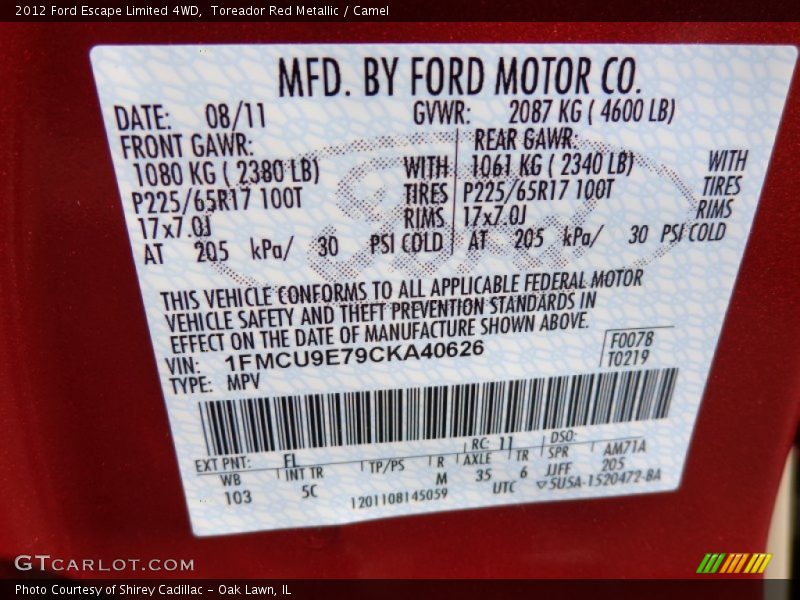 2012 Ford Escape Limited 4WD,  Toreador Red Metallic / Camel
MFD. BY FORD MOTOR CO.
DATE: 08/11 GVWR: 2087 KG ( 4600 LB)
FRONT GAWR: REAR GAWR:
1080 KG ( 2380 LB) WITH 1061 KG ( 2340 LB) WITH
P225/65R17 100T TIRES P225/65R17 100T TIRES
17x7.0J RIMS 17x7.0J RIMS
AT 205 kPa/ 30 PSI COLD AT 205 kPa/ 30 PSI COLD
THIS VEHICLE CONFORMS TO ALL APPLICABLE FEDERAL MOTOR
VEHICLE SAFETY AND THEFT PREVENTION STANDARDS IN
EFFECT ON THE DATE OF MANUFACTURE SHOWN ABOVE.
VIN: 1FMCU9E79CKA40626 F0078
TYPE: MPV T0219
EXT PNT: FL RC: 11 DSO:
WB INT TR TP/PS R AXLE TR SPR AM71A
103 5C M 35 6 JJFF 205
1201108145059 UTC ▽5U5A-1520472-BA
GTCARLOT.COM
Photo Courtesy of Shirey Cadillac - Oak Lawn, IL